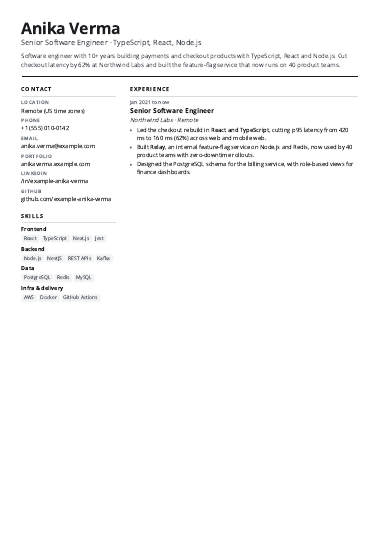 Anika Verma
Senior Software Engineer · TypeScript, React, Node.js
Software engineer with 10+ years building payments and checkout products with TypeScript, React and Node.js. Cut
checkout latency by 62% at Northwind Labs and built the feature-flag service that now runs on 40 product teams.
CONTACT
LOCATION
Remote (US time zones)
PHONE
+1 (555) 010-0142
EMAIL
anika.verma@example.com
PORTFOLIO
anikaverma.example.com
LINKEDIN
/in/example-anika-verma
GITHUB
github.com/example-anika-verma
SKILLS
Frontend
React TypeScript Next.js Jest
Backend
Node.js NestJS REST APIs Kafka
Data
PostgreSQL Redis MySQL
Infra & delivery
AWS Docker GitHub Actions
EXPERIENCE
Jan 2021 to now
Senior Software Engineer
Northwind Labs · Remote
• Led the checkout rebuild in React and TypeScript, cutting p95 latency from 420
ms to 160 ms (62%) across web and mobile web.
• Built Relay, an internal feature-flag service on Node.js and Redis, now used by 40
product teams with zero-downtime rollouts.
• Designed the PostgreSQL schema for the billing service, with role-based views for
finance dashboards.